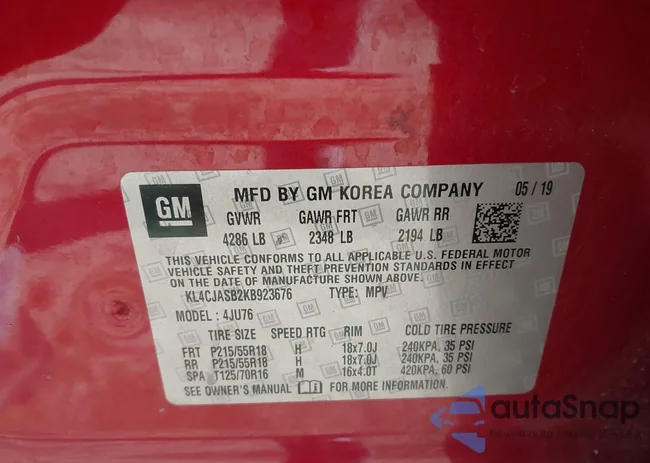 GM
MFD BY GM KOREA COMPANY 05 / 19
GVWR GAWR FRT GAWR RR
4286 LB 2348 LB 2194 LB
THIS VEHICLE CONFORMS TO ALL APPLICABLE U.S. FEDERAL MOTOR
VEHICLE SAFETY AND THEFT PREVENTION STANDARDS IN EFFECT ON
THE DATE OF MANUFACTURE SHOWN ABOVE.
KL4CJASB2KB923676 TYPE: MPV
MODEL : 4JU76
TIRE SIZE SPEED RTG RIM COLD TIRE PRESSURE
FRT P215/55R18 H 18x7.0J 240KPA, 35 PSI
RR P215/55R18 H 18x7.0J 240KPA, 35 PSI
SPA T125/70R16 M 16x4.0T 420KPA, 60 PSI
SEE OWNER'S MANUAL FOR MORE INFORMATION.
autaSnap